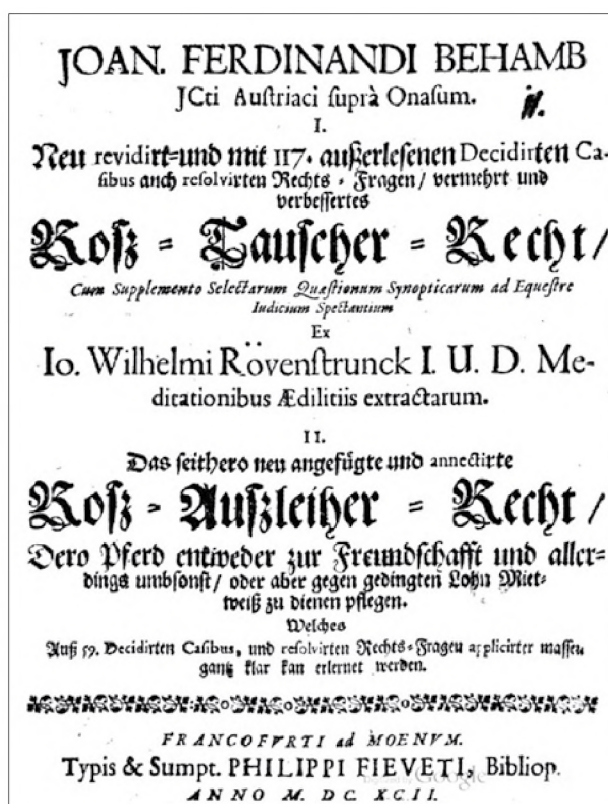 JOAN. FERDINANDI BEHAMB
JCti Austriaci suprà Onasum.
I.
Neu revidirt=und mit 117. außerlesenen Decidirten Ca-
sibus auch resolvirten Rechts - Fragen/ vermehrt und
verbessertes
Roß = Tauscher = Recht/
Cum Supplemento Selectarum Quæstionum Synopticarum ad Equestre
Iudicium Spectantium
Ex
Io. Wilhelmi Rövenstrunck I. U. D. Me-
ditationibus Ædilitiis extractarum.
II.
Das seithero neu angefügte und annectirte
Roß = Außleiher = Recht/
Dero Pferd entweder zur Freundschafft und aller-
dings umbsonst/ oder aber gegen gedingten Lohn Miet-
weiß zu dienen pflegen.
Welches
Auß 59. Decidirten Casibus, und resolvirten Rechts-Fragen applicirter massen
gantz klar kan erlernet werden.
FRANCOFVRTI ad MOENVM.
Typis & Sumpt. PHILIPPI FIEVETI, Bibliop.
Google
ANNO M. DC. XCII.